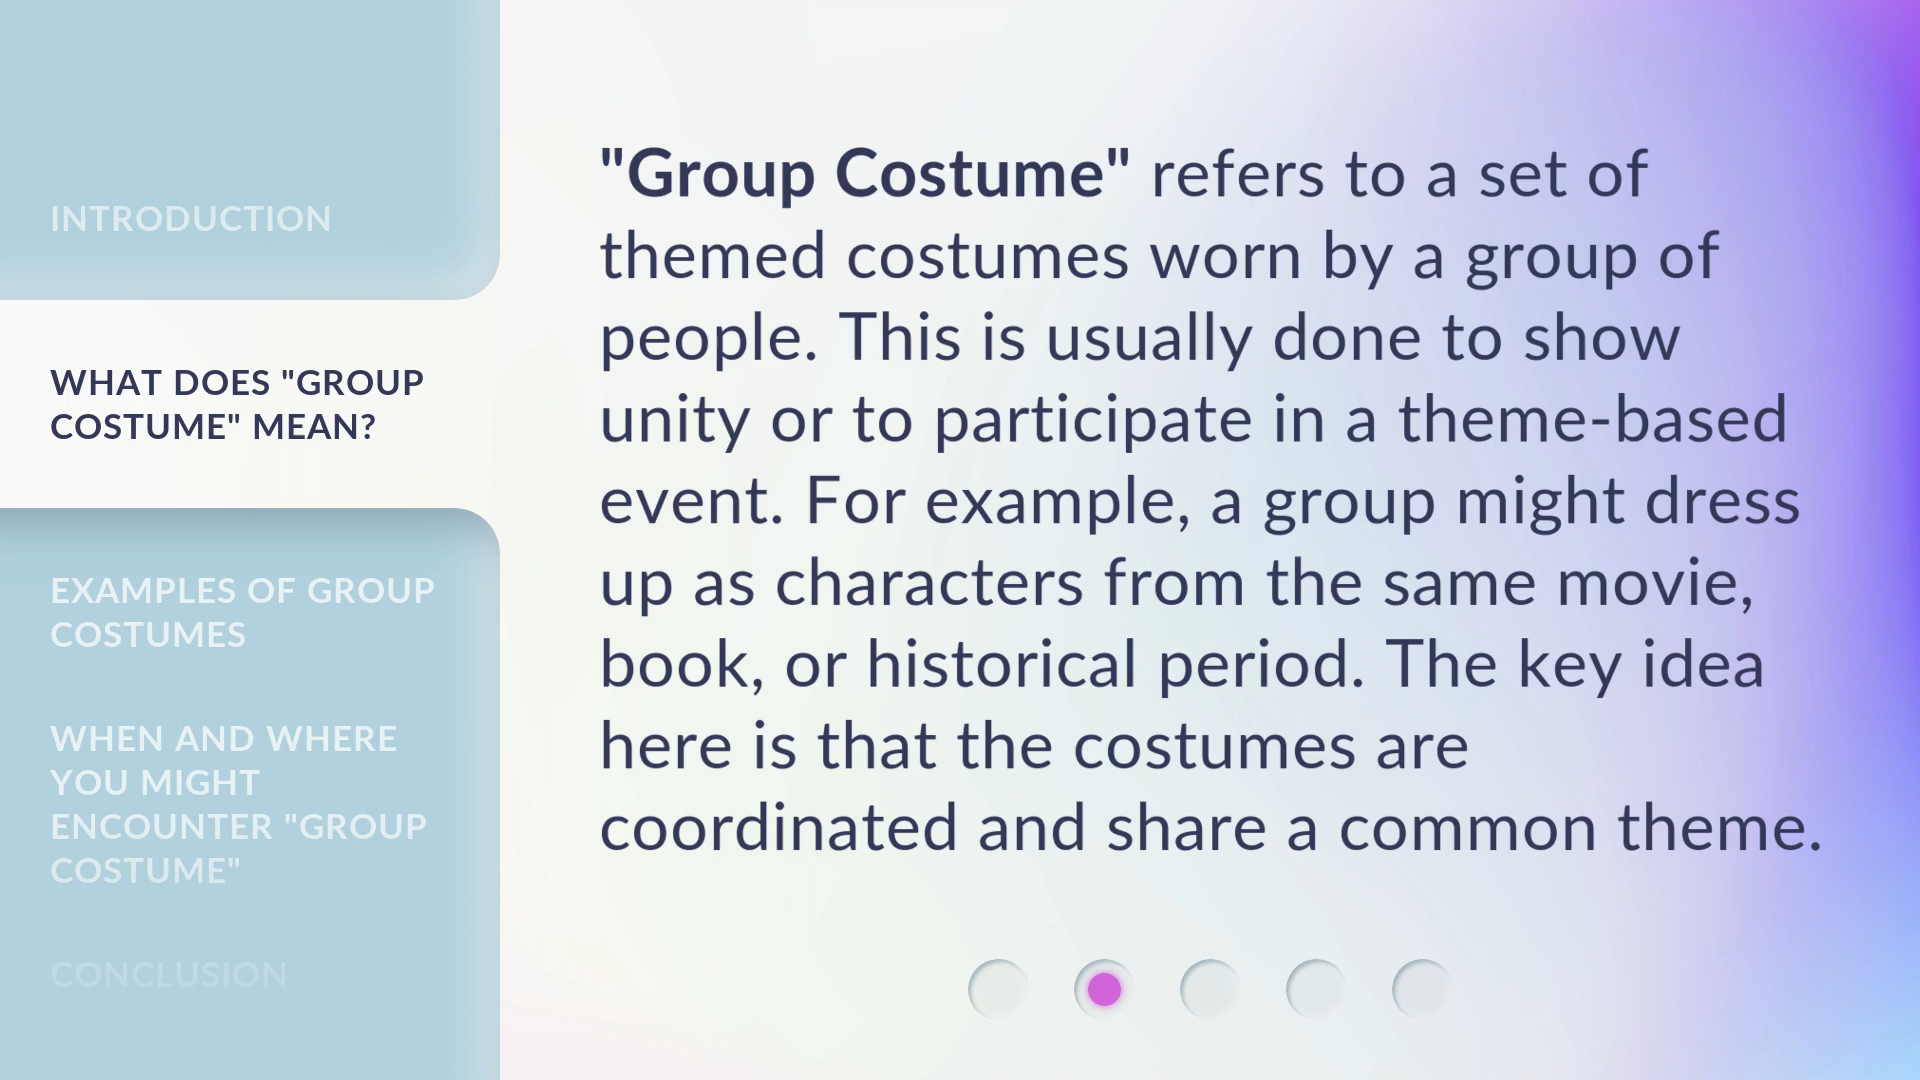 INTRODUCTION
WHAT DOES "GROUP
COSTUME" MEAN?
EXAMPLES OF GROUP
COSTUMES
WHEN AND WHERE
YOU MIGHT
ENCOUNTER "GROUP
COSTUME"
CONCLUSION
"Group Costume" refers to a set of
themed costumes worn by a group of
people. This is usually done to show
unity or to participate in a theme-based
event. For example, a group might dress
up as characters from the same movie,
book, or historical period. The key idea
here is that the costumes are
coordinated and share a common theme.